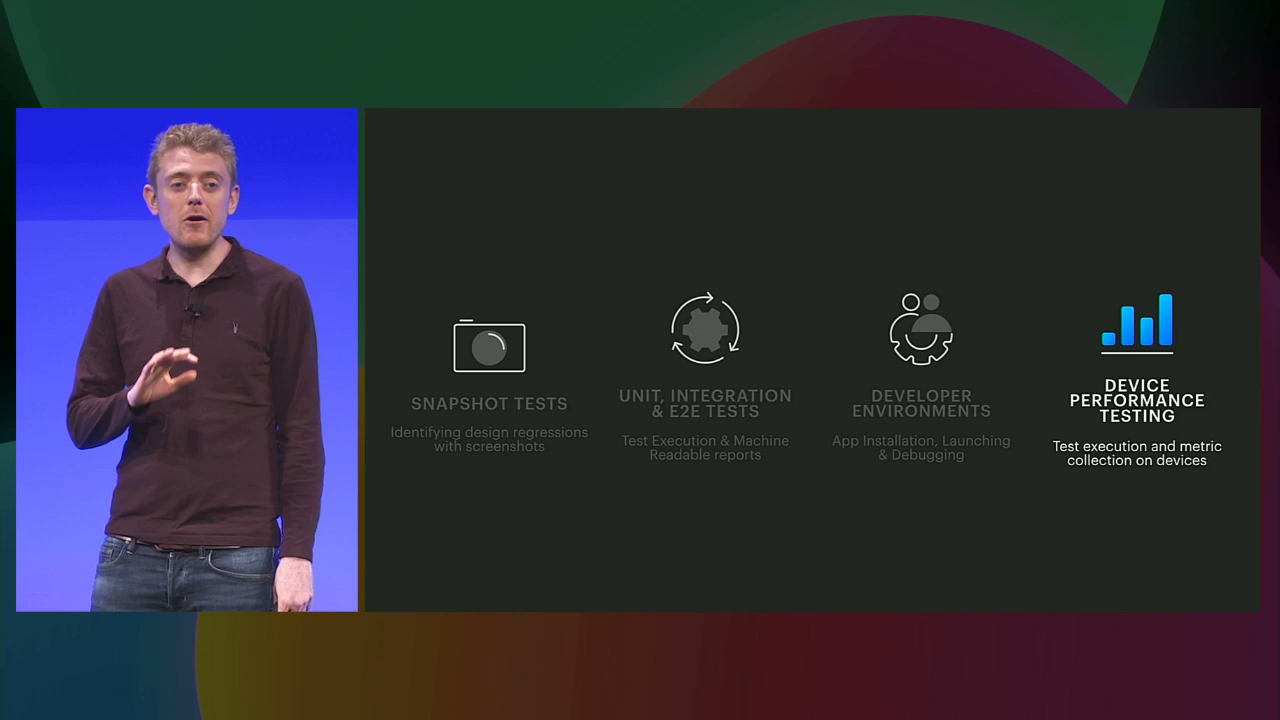 SNAPSHOT TESTS
Identifying design regressions
with screenshots
UNIT, INTEGRATION
& E2E TESTS
Test Execution & Machine
Readable reports
DEVELOPER
ENVIRONMENTS
App Installation, Launching
& Debugging
DEVICE
PERFORMANCE
TESTING
Test execution and metric
collection on devices